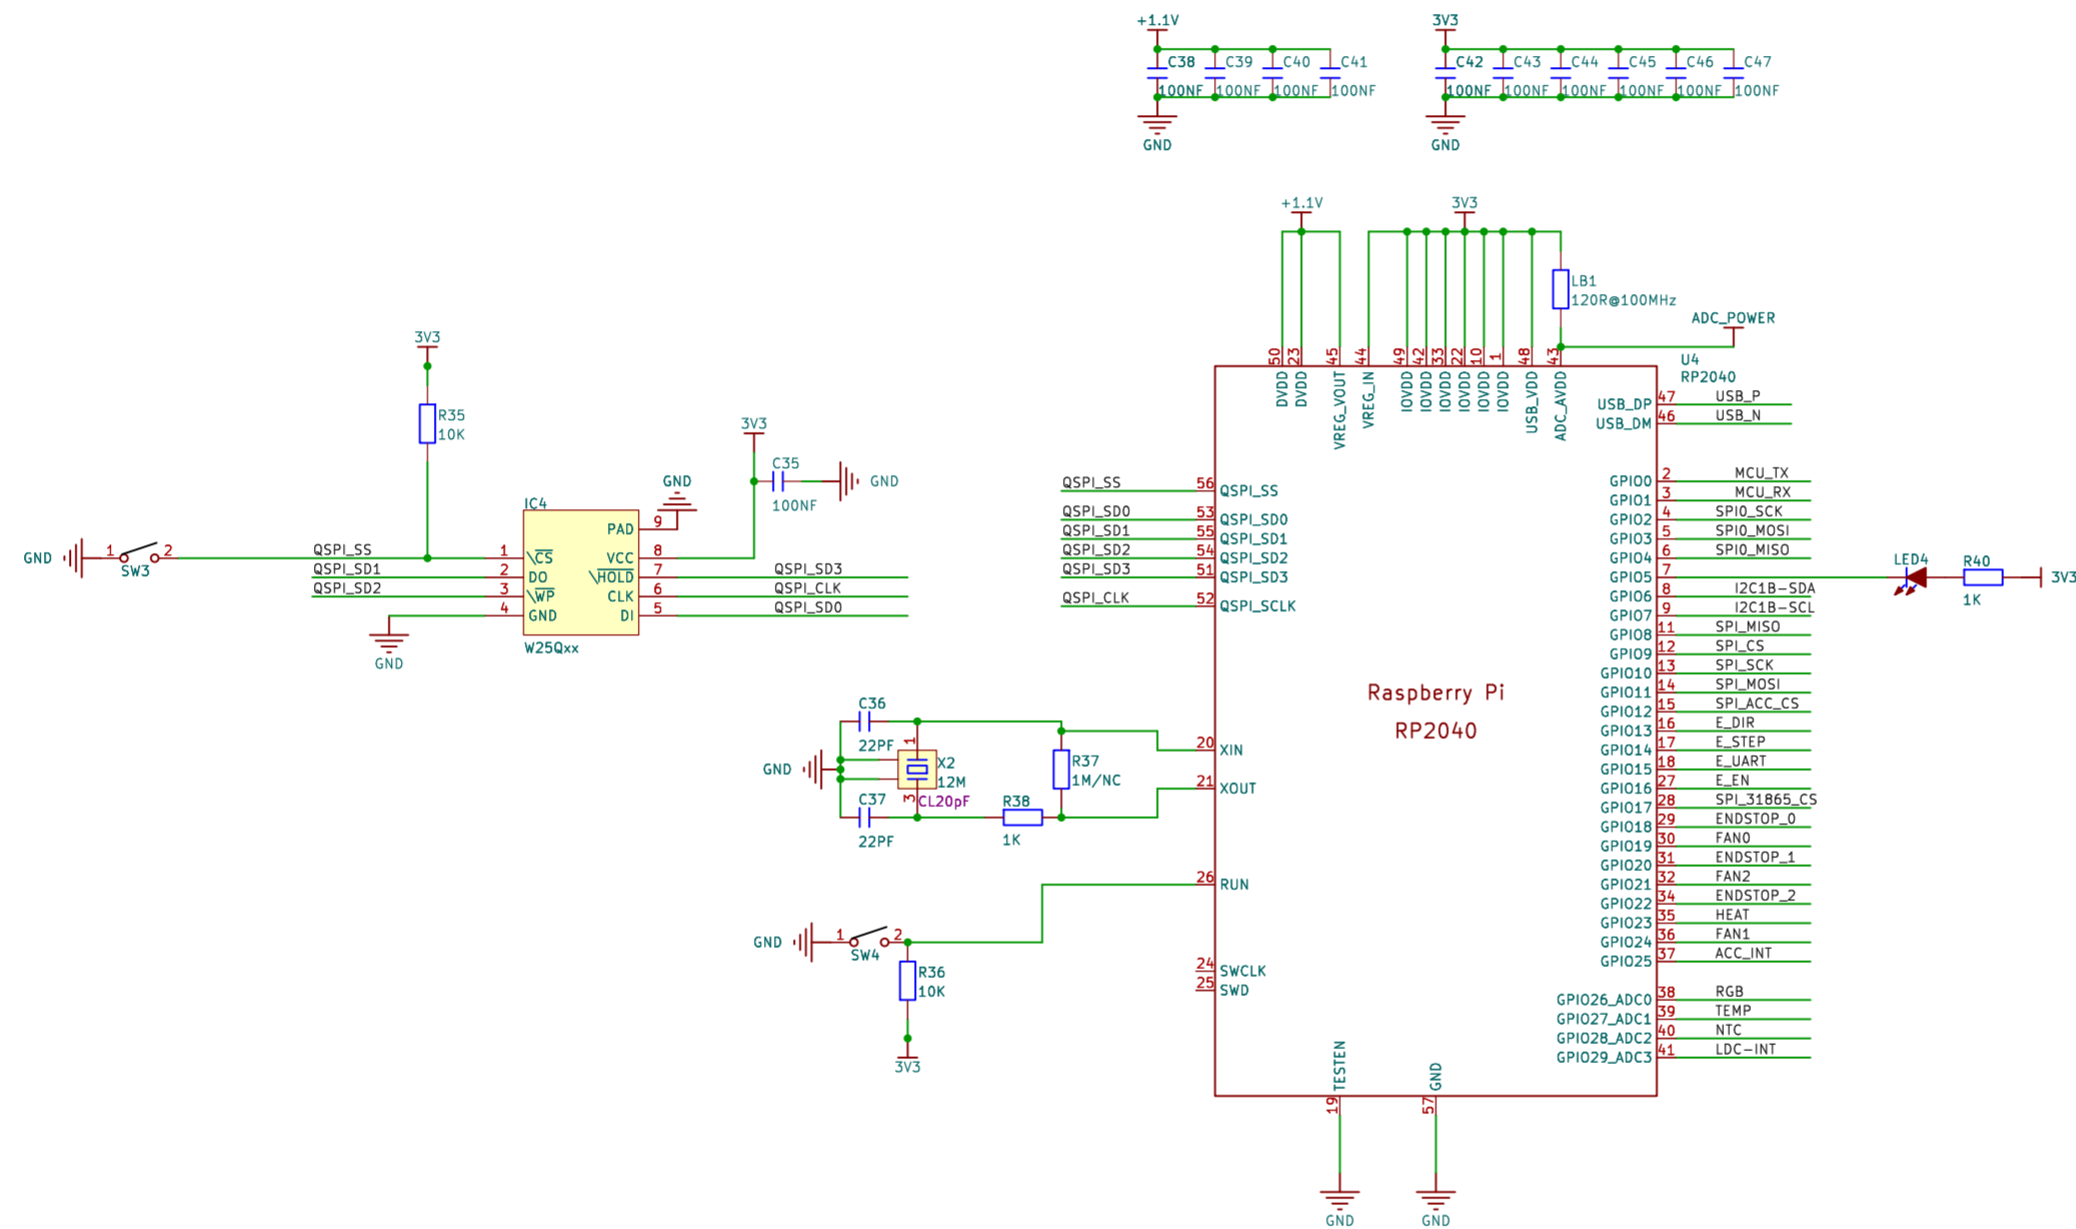 +1.1V
C38 C39 C40 C41
100NF 100NF 100NF 100NF
GND
3V3
C42 C43 C44 C45 C46 C47
100NF 100NF 100NF 100NF 100NF 100NF
GND
3V3
R35
10K
GND
1 2
SW3
QSPI_SS
QSPI_SD1
QSPI_SD2
IC4
1 \CS
2 DO
3 \WP
4 GND
PAD 9
VCC 8
\HOLD 7
CLK 6
DI 5
W25Qxx
GND
GND
3V3
C35
100NF
GND
QSPI_SD3
QSPI_CLK
QSPI_SD0
+1.1V
3V3
LB1
120R@100MHz
ADC_POWER
U4
RP2040
50 23 45 44 49 42 33 22 10 1 48 43
DVDD DVDD VREG_VOUT VREG_IN IOVDD IOVDD IOVDD IOVDD IOVDD IOVDD USB_VDD ADC_AVDD
QSPI_SS 56 QSPI_SS
QSPI_SD0 53 QSPI_SD0
QSPI_SD1 55 QSPI_SD1
QSPI_SD2 54 QSPI_SD2
QSPI_SD3 51 QSPI_SD3
QSPI_CLK 52 QSPI_SCLK
C36
22PF
GND
1
X2
12M
3
CL20pF
C37
22PF
R38
1K
R37
1M/NC
20 XIN
21 XOUT
26 RUN
GND
1 2
SW4
R36
10K
3V3
24 SWCLK
25 SWD
Raspberry Pi
RP2040
USB_DP 47 USB_P
USB_DM 46 USB_N
GPIO0 2 MCU_TX
GPIO1 3 MCU_RX
GPIO2 4 SPI0_SCK
GPIO3 5 SPI0_MOSI
GPIO4 6 SPI0_MISO
GPIO5 7
LED4
R40
1K
3V3
GPIO6 8 I2C1B-SDA
GPIO7 9 I2C1B-SCL
GPIO8 11 SPI_MISO
GPIO9 12 SPI_CS
GPIO10 13 SPI_SCK
GPIO11 14 SPI_MOSI
GPIO12 15 SPI_ACC_CS
GPIO13 16 E_DIR
GPIO14 17 E_STEP
GPIO15 18 E_UART
GPIO16 27 E_EN
GPIO17 28 SPI_31865_CS
GPIO18 29 ENDSTOP_0
GPIO19 30 FAN0
GPIO20 31 ENDSTOP_1
GPIO21 32 FAN2
GPIO22 34 ENDSTOP_2
GPIO23 35 HEAT
GPIO24 36 FAN1
GPIO25 37 ACC_INT
GPIO26_ADC0 38 RGB
GPIO27_ADC1 39 TEMP
GPIO28_ADC2 40 NTC
GPIO29_ADC3 41 LDC-INT
TESTEN GND
19 57
GND GND